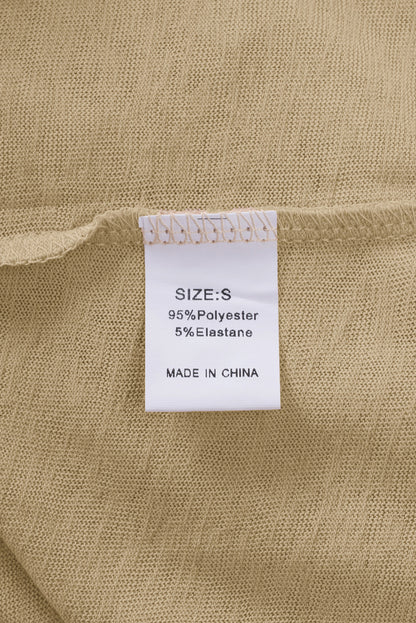 SIZE:S
95%Polyester
5%Elastane
MADE IN CHINA